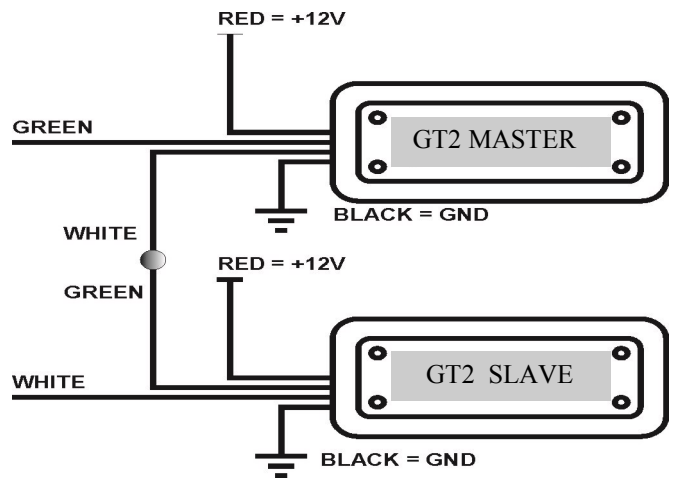 RED = +12V
GREEN
GT2 MASTER
BLACK = GND
WHITE
RED = +12V
GREEN
WHITE
GT2 SLAVE
BLACK = GND